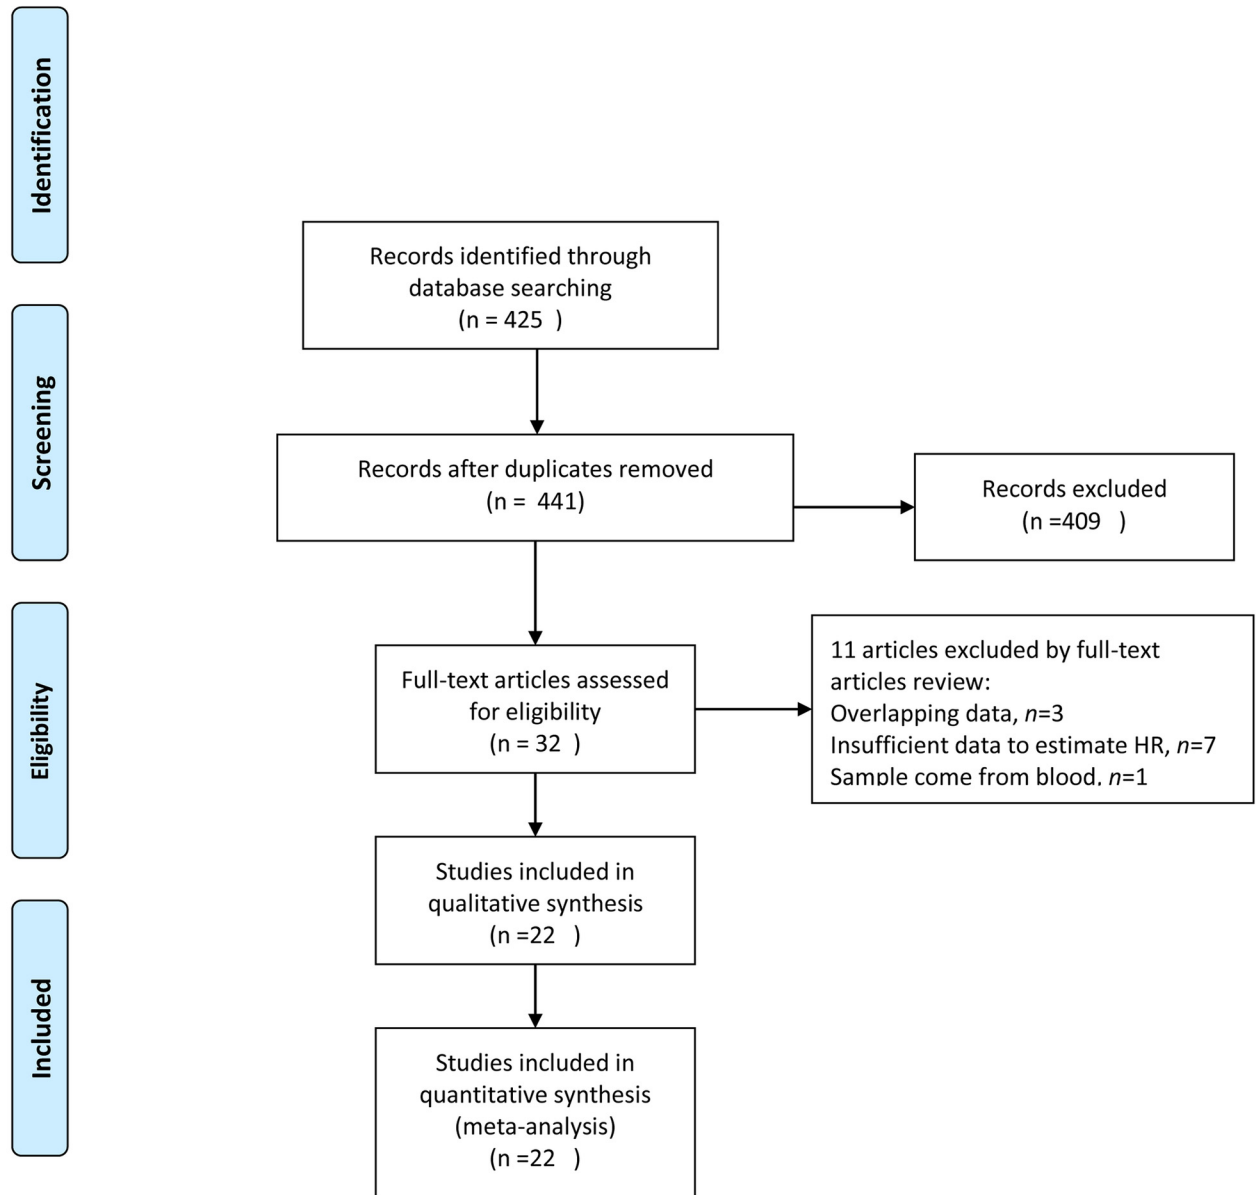 Identification
Records identified through
database searching
(n = 425  )
Screening
Records after duplicates removed
(n =  441)
Records excluded
(n =409   )
Eligibility
Full-text articles assessed
for eligibility
(n = 32  )
11 articles excluded by full-text
articles review:
Overlapping data, n=3
Insufficient data to estimate HR, n=7
Sample come from blood, n=1
Studies included in
qualitative synthesis
(n =22   )
Included
Studies included in
quantitative synthesis
(meta-analysis)
(n =22   )